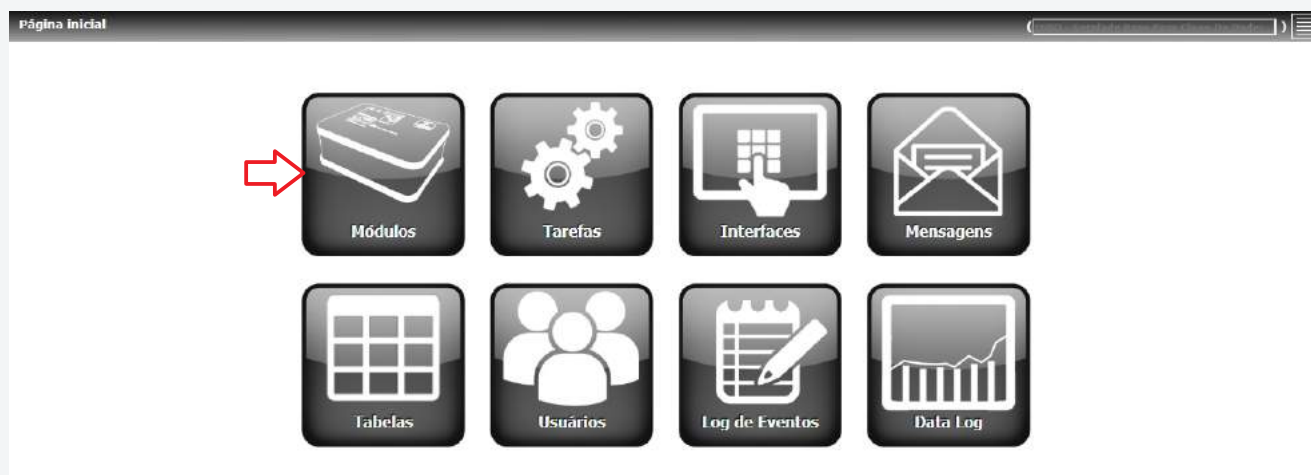 Página inicial
Módulos
Tarefas
Interfaces
Mensagens
Tabelas
Usuários
Log de Eventos
Data Log